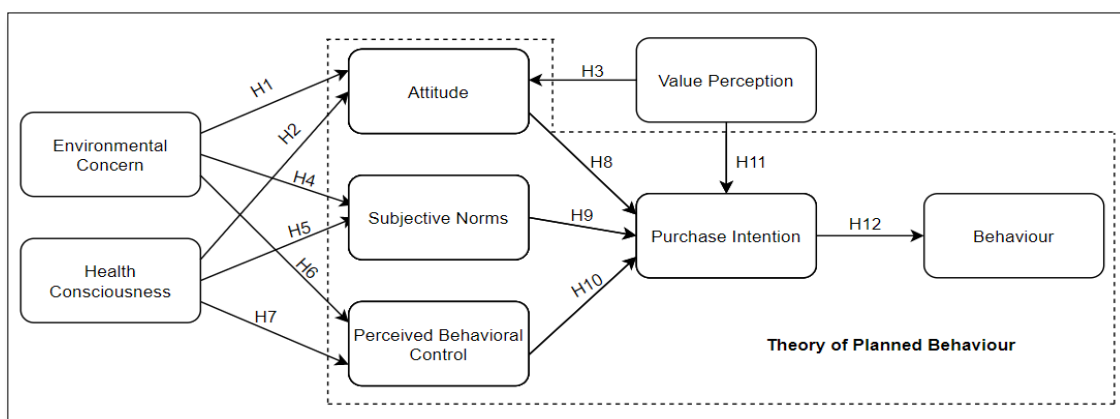 Environmental
Concern
Health
Consciousness
H1
H2
H4
H5
H6
H7
Attitude
Subjective Norms
Perceived Behavioral
Control
H3
Value Perception
H8
H9
H10
H11
Purchase Intention
H12
Behaviour
Theory of Planned Behaviour